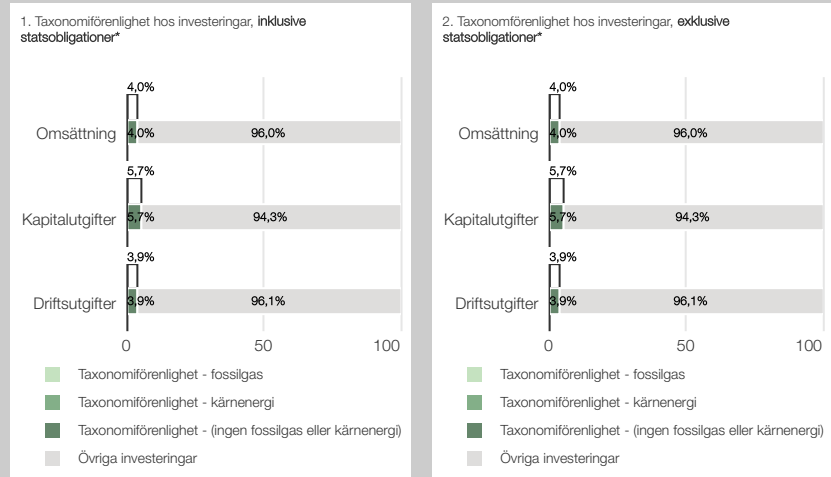 1. Taxonomiförenlighet hos investeringar, inklusive
statsobligationer*
4,0%
Omsättning 4,0% 96,0%
5,7%
Kapitalutgifter 5,7% 94,3%
3,9%
Driftsutgifter 3,9% 96,1%
0 50 100
Taxonomiförenlighet - fossilgas
Taxonomiförenlighet - kärnenergi
Taxonomiförenlighet - (ingen fossilgas eller kärnenergi)
Övriga investeringar
2. Taxonomförenlighet hos investeringar, exklusive
statsobligationer*
4,0%
Omsättning 4,0% 96,0%
5,7%
Kapitalutgifter 5,7% 94,3%
3,9%
Driftsutgifter 3,9% 96,1%
0 50 100
Taxonomiförenlighet - fossilgas
Taxonomiförenlighet - kärnenergi
Taxonomiförenlighet - (ingen fossilgas eller kärnenergi)
Övriga investeringar